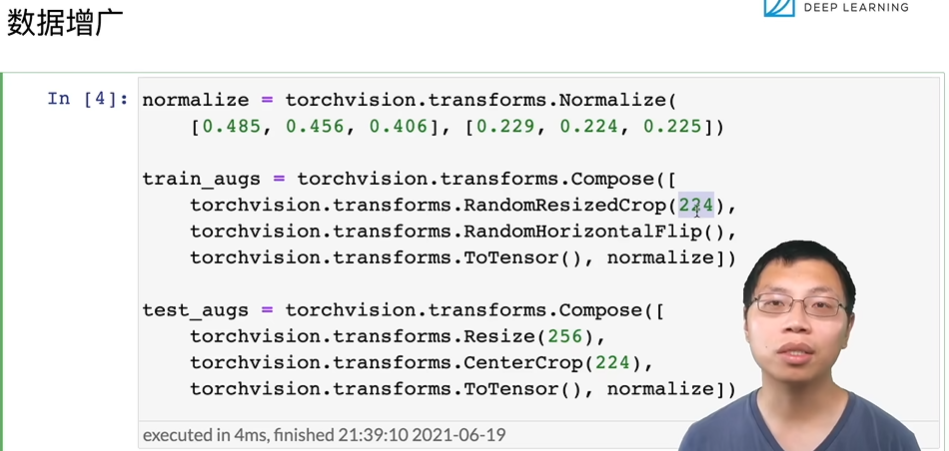 数据增广
DEEP LEARNING
In [4]:
normalize = torchvision.transforms.Normalize(
[0.485, 0.456, 0.406], [0.229, 0.224, 0.225])
train_augs = torchvision.transforms.Compose([
torchvision.transforms.RandomResizedCrop(224),
torchvision.transforms.RandomHorizontalFlip(),
torchvision.transforms.ToTensor(), normalize])
test_augs = torchvision.transforms.Compose([
torchvision.transforms.Resize(256),
torchvision.transforms.CenterCrop(224),
torchvision.transforms.ToTensor(), normalize])
executed in 4ms, finished 21:39:10 2021-06-19